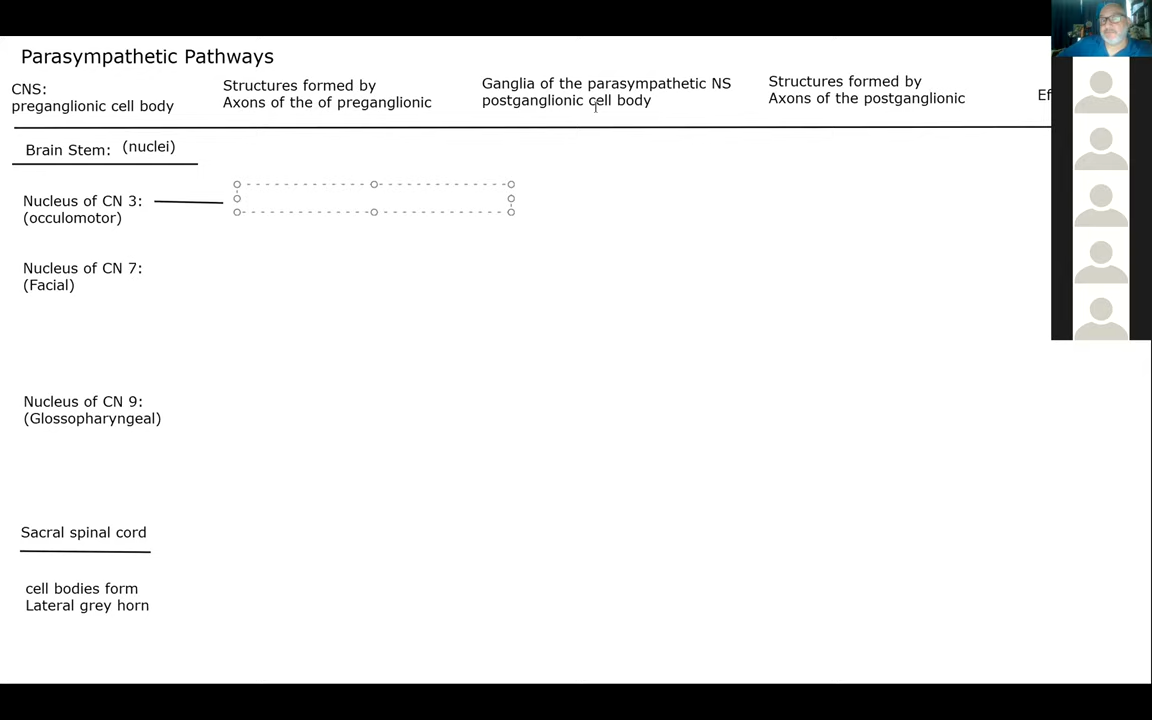 Parasympathetic Pathways
CNS:
preganglionic cell body
Structures formed by
Axons of the of preganglionic
Ganglia of the parasympathetic NS
postganglionic cell body
Structures formed by
Axons of the postganglionic
Ef
Brain Stem: (nuclei)
Nucleus of CN 3:
(occulomotor)
Nucleus of CN 7:
(Facial)
Nucleus of CN 9:
(Glossopharyngeal)
Sacral spinal cord
cell bodies form
Lateral grey horn